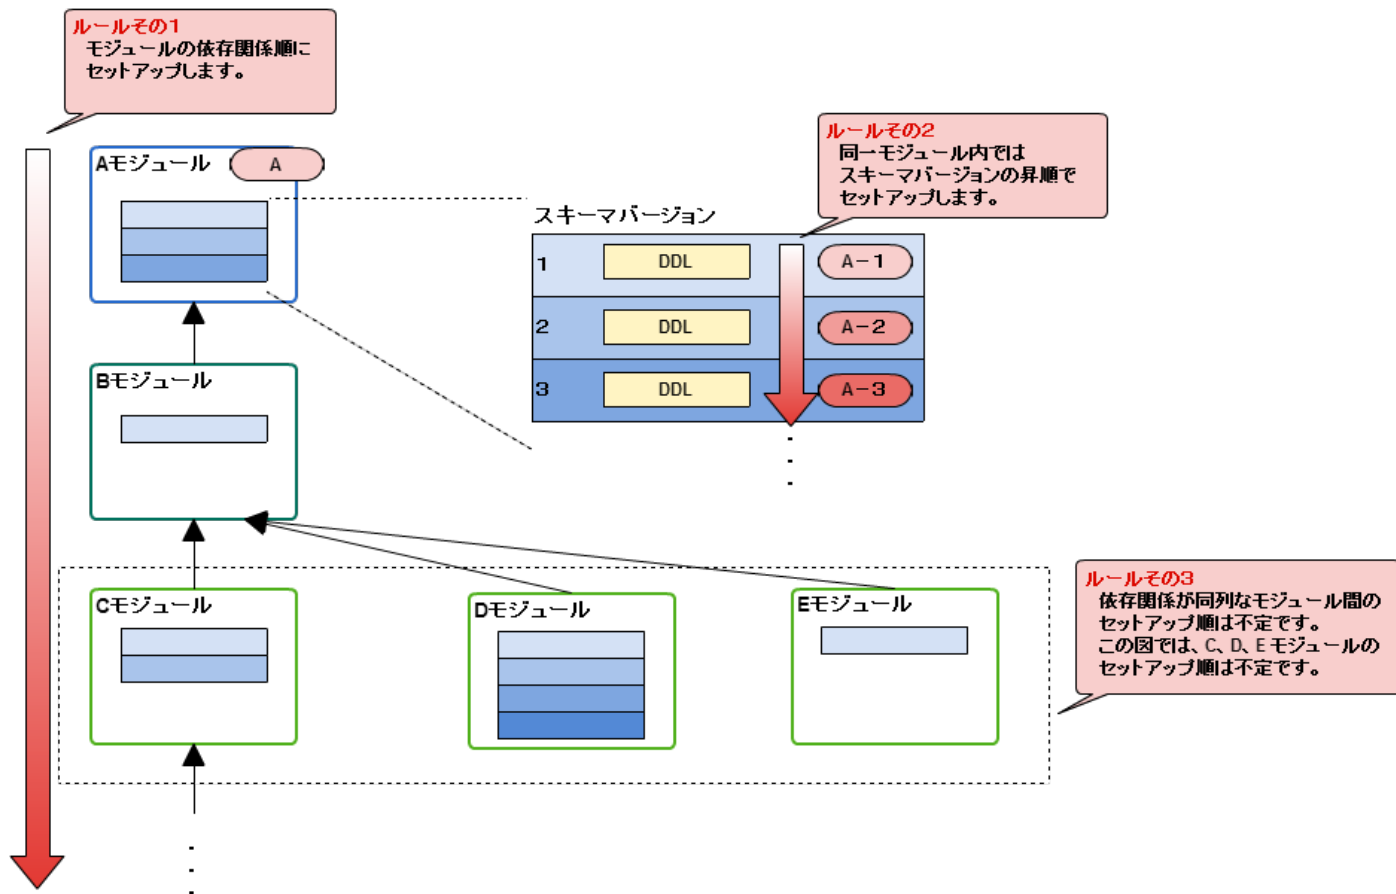 ルールその1
モジュールの依存関係順に
セットアップします。
Aモジュール
A
ルールその2
同一モジュール内では
スキーマバージョンの昇順で
セットアップします。
スキーマバージョン
1 DDL A-1
2 DDL A-2
3 DDL A-3
Bモジュール
Cモジュール
Dモジュール
Eモジュール
ルールその3
依存関係が同列なモジュール間の
セットアップ順は不定です。
この図では、C、D、Eモジュールの
セットアップ順は不定です。